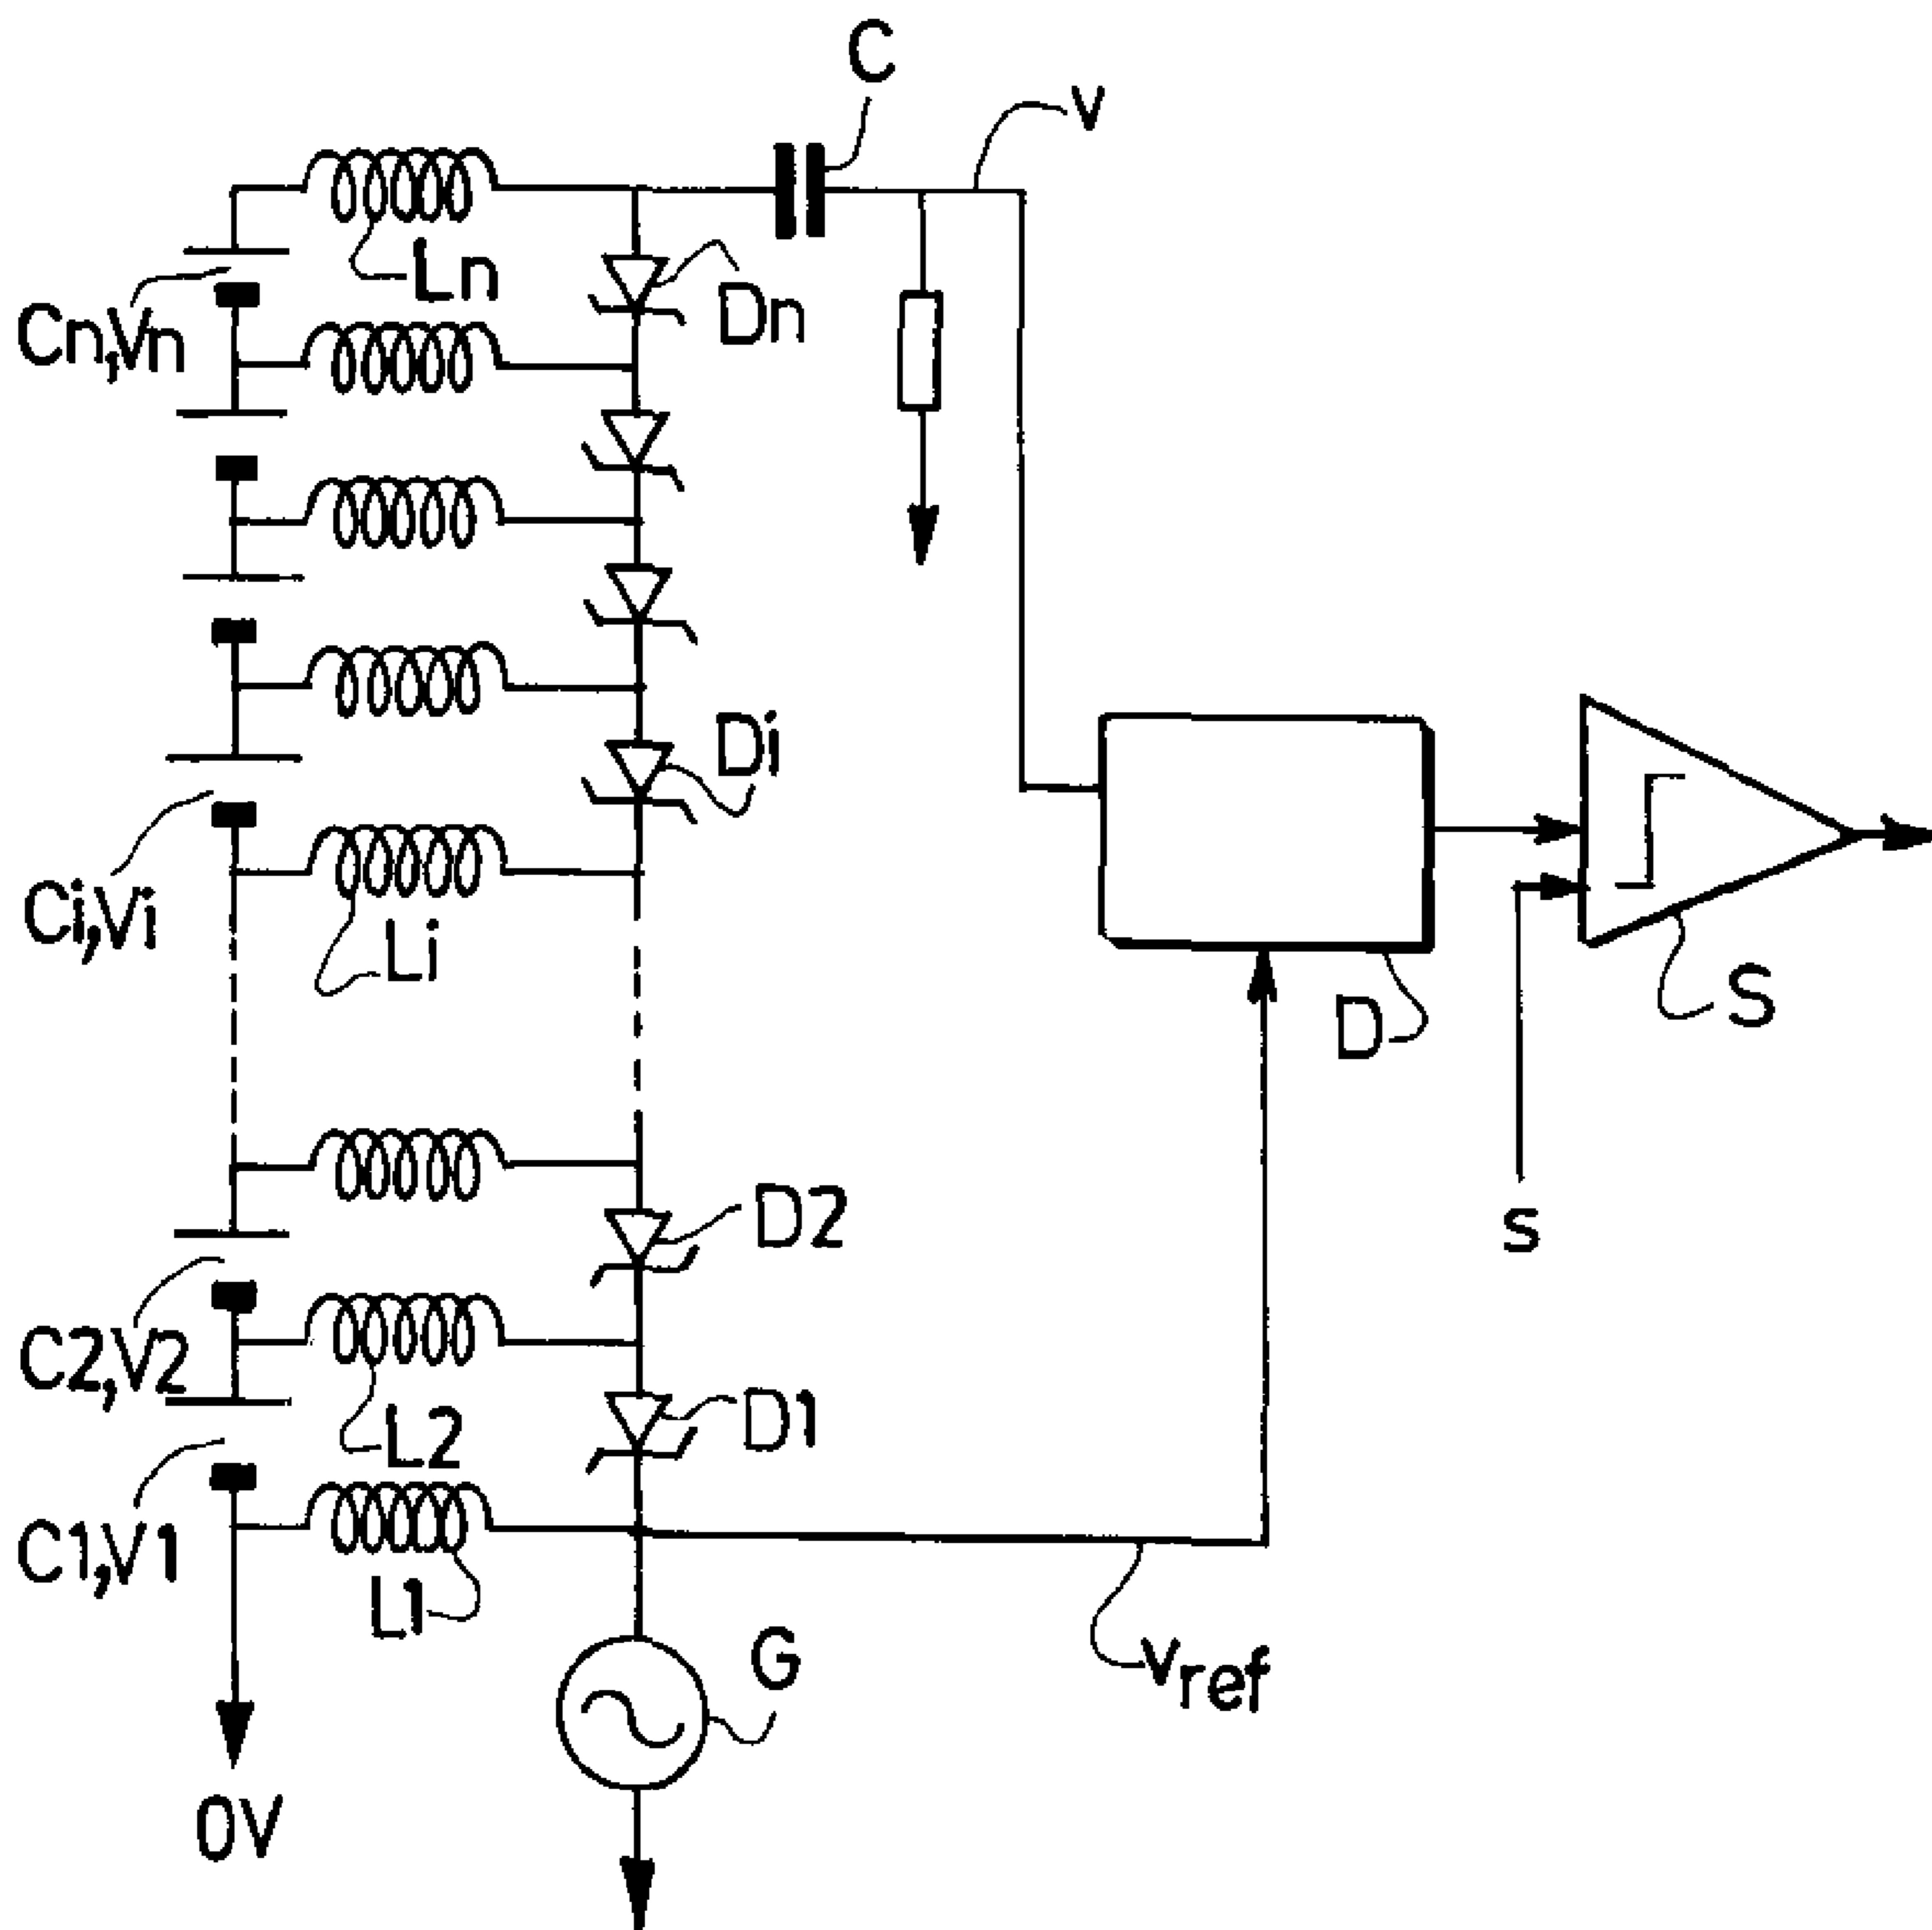 C
v
Ln
Dn
Cn,Vn
Di
Ci,Vi
Li
D
S
D2
s
C2,V2
L2
D1
C1,V1
L1
G
vref
0V